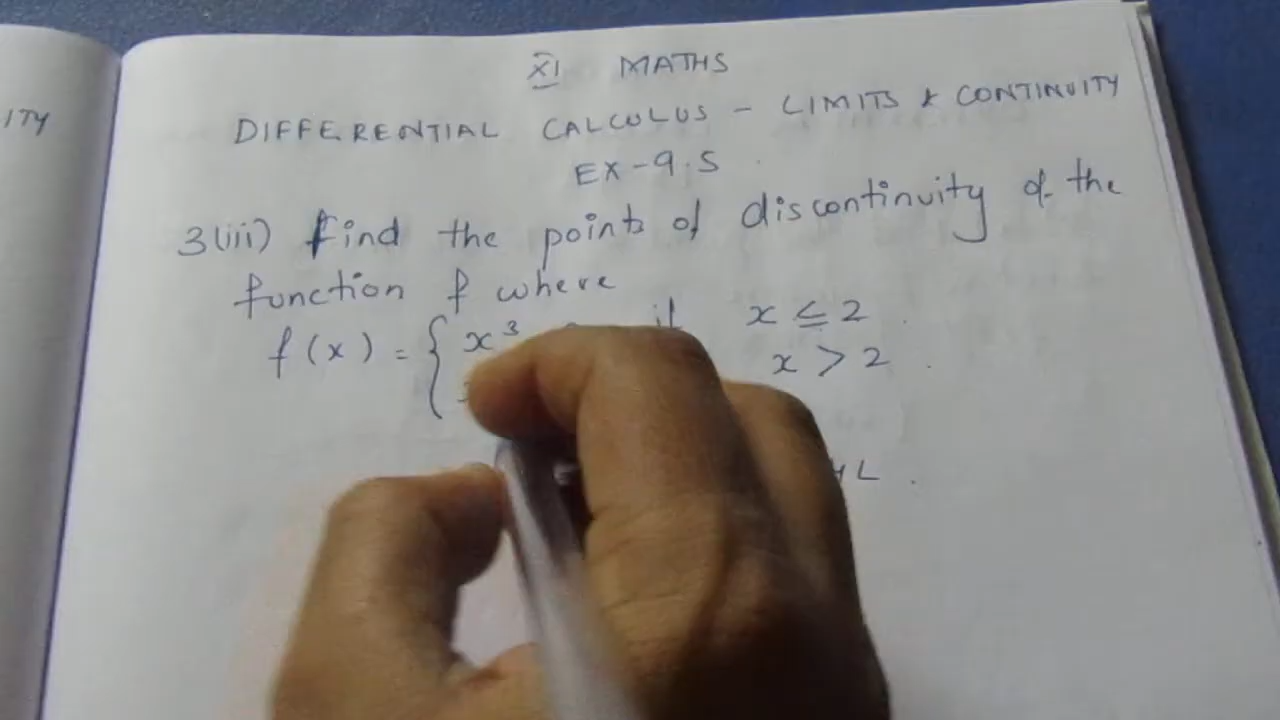 ITY
XI MATHS
DIFFERENTIAL CALCULUS - LIMITS & CONTINUITY
EX-9.5
3(iii) Find the points of discontinuity of the
function f where
f(x) = { x³ if x ≤ 2
x > 2
L